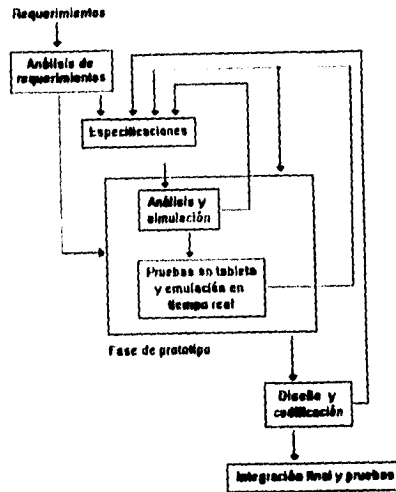 Requerimientos
Análisis de
requerimientos
Especificaciones
Análisis y
simulación
Pruebas en tableta
y emulación en
tiempo real
Fase de prototipo
Diseño y
codificación
Integración final y pruebas